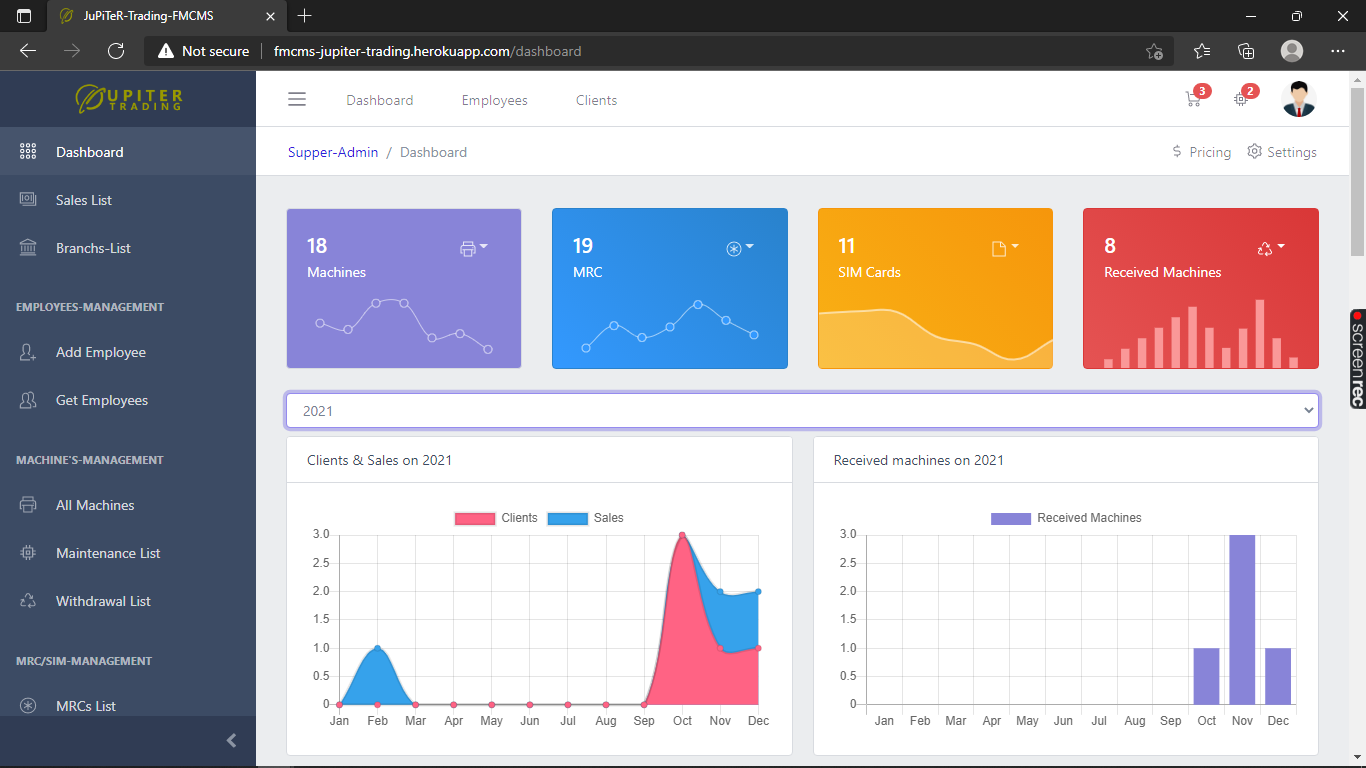 JuPiTeR-Trading-FMCMS
Not secure
fmcms-jupiter-trading.herokuapp.com/dashboard
JUPITER
TRADING
Dashboard
Employees
Clients
3
2
Dashboard
Supper-Admin / Dashboard
$ Pricing
Settings
Sales List
Branchs-List
EMPLOYEES-MANAGEMENT
Add Employee
Get Employees
MACHINE'S-MANAGEMENT
All Machines
Maintenance List
Withdrawal List
MRC/SIM-MANAGEMENT
MRCs List
18
Machines
19
MRC
11
SIM Cards
8
Received Machines
2021
Clients & Sales on 2021
Clients
Sales
3.0
2.5
2.0
1.5
1.0
0.5
0
Jan Feb Mar Apr May Jun Jul Aug Sep Oct Nov Dec
Received machines on 2021
Received Machines
3.0
2.5
2.0
1.5
1.0
0.5
0
Jan Feb Mar Apr May Jun Jul Aug Sep Oct Nov Dec
screenrec